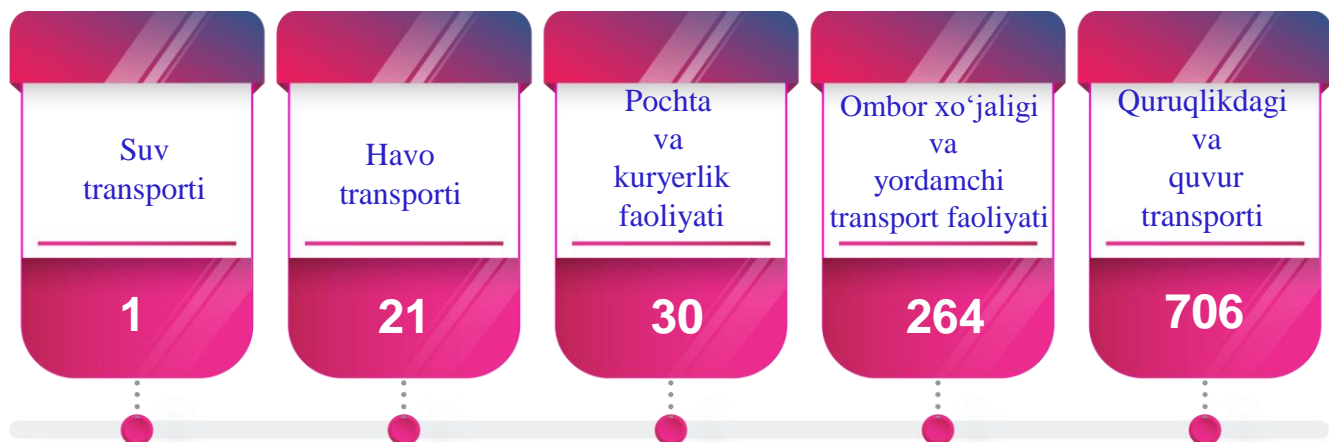 Suv
transporti
1
Havo
transporti
21
Pochta
va
kuryerlik
faoliyati
30
Ombor xo‘jaligi
va
yordamchi
transport faoliyati
264
Quruqlikdagi
va
quvur
transporti
706